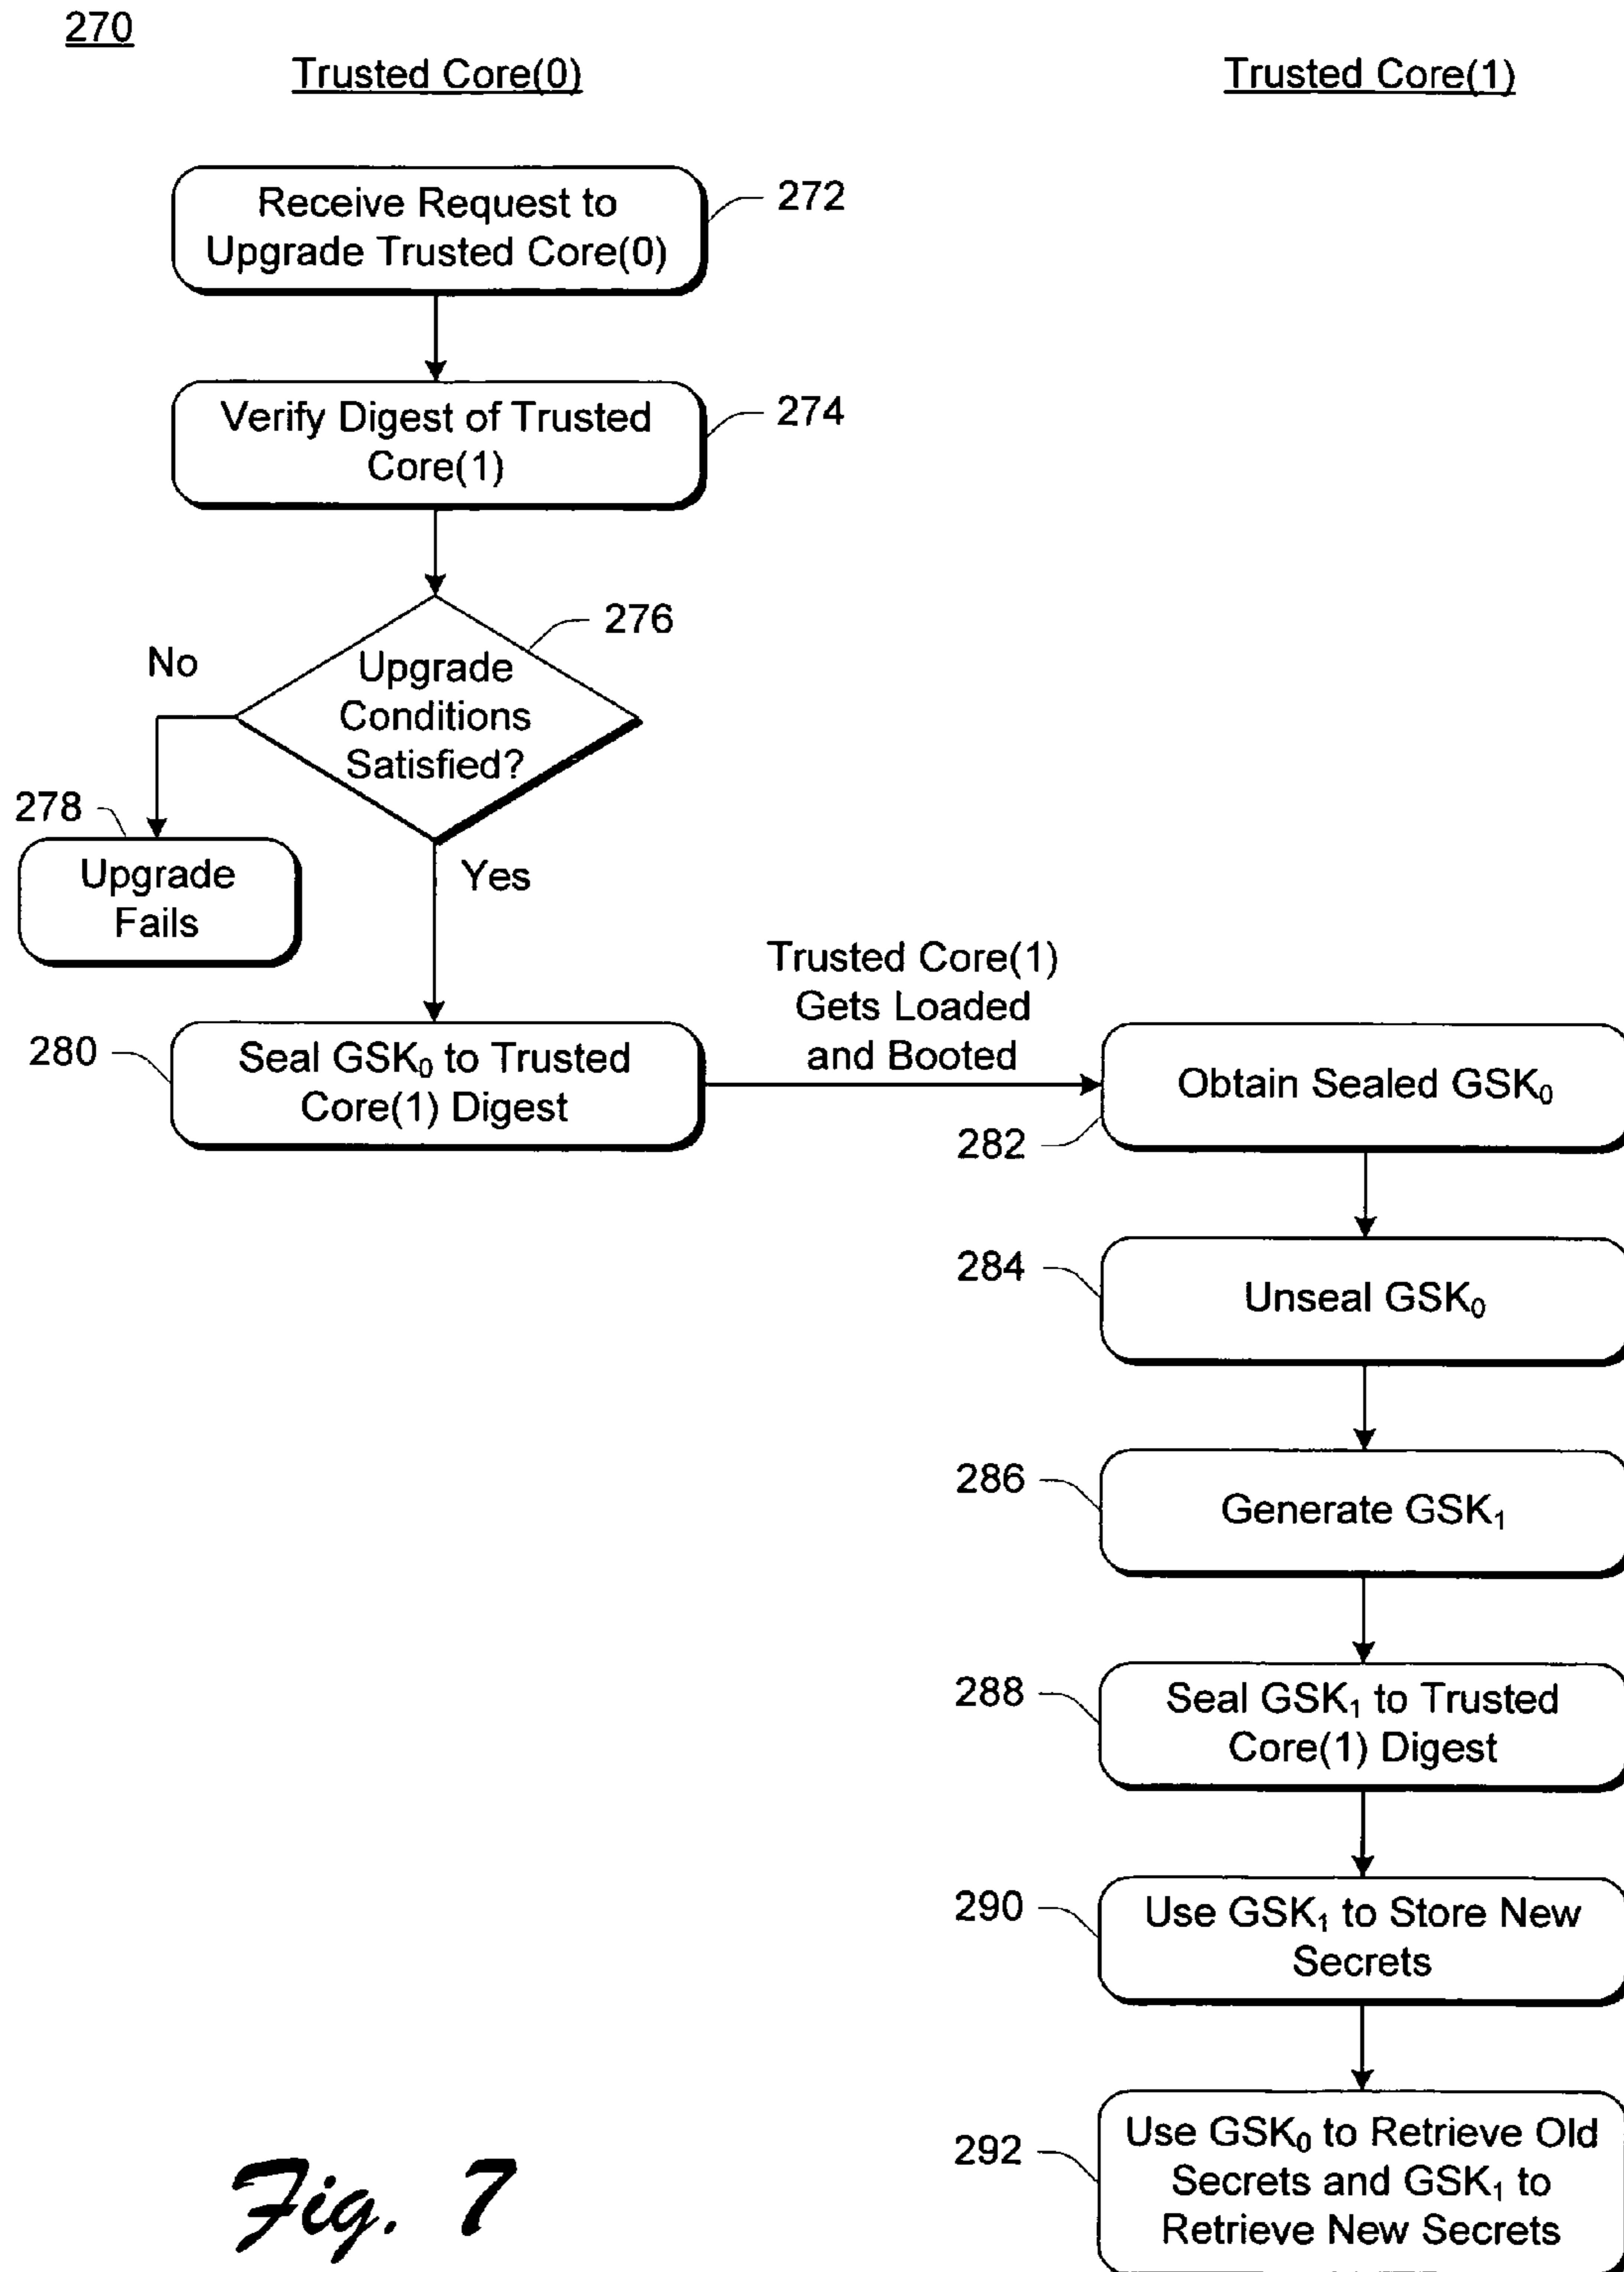 270
Trusted Core(0)
Trusted Core(1)
Receive Request to
Upgrade Trusted Core(0)
272
Verify Digest of Trusted
Core(1)
274
276
No
Upgrade
Conditions
Satisfied?
278
Upgrade
Fails
Yes
Trusted Core(1)
Gets Loaded
and Booted
280
Seal GSK₀ to Trusted
Core(1) Digest
Obtain Sealed GSK₀
282
284
Unseal GSK₀
286
Generate GSK₁
288
Seal GSK₁ to Trusted
Core(1) Digest
290
Use GSK₁ to Store New
Secrets
292
Use GSK₀ to Retrieve Old
Secrets and GSK₁ to
Retrieve New Secrets
Fig. 7